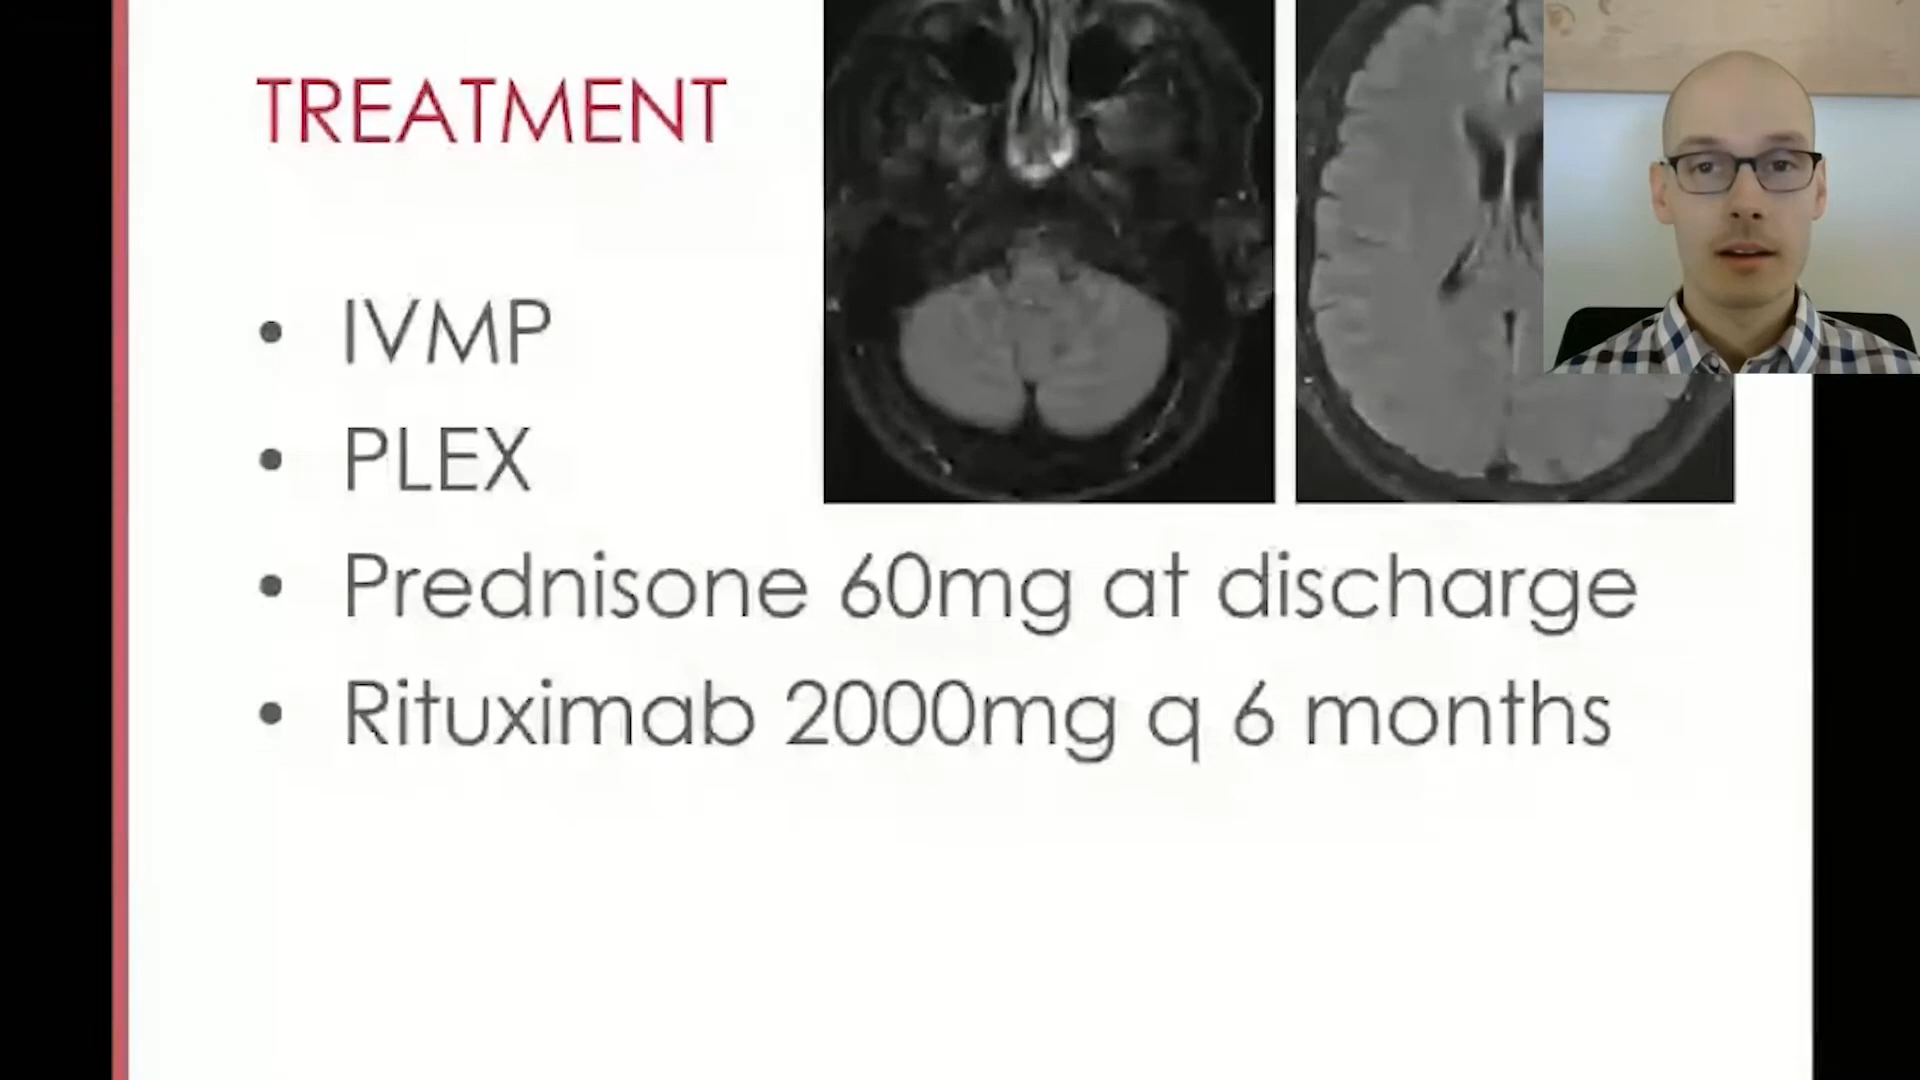 TREATMENT
• IVMP
• PLEX
• Prednisone 60mg at discharge
• Rituximab 2000mg q 6 months